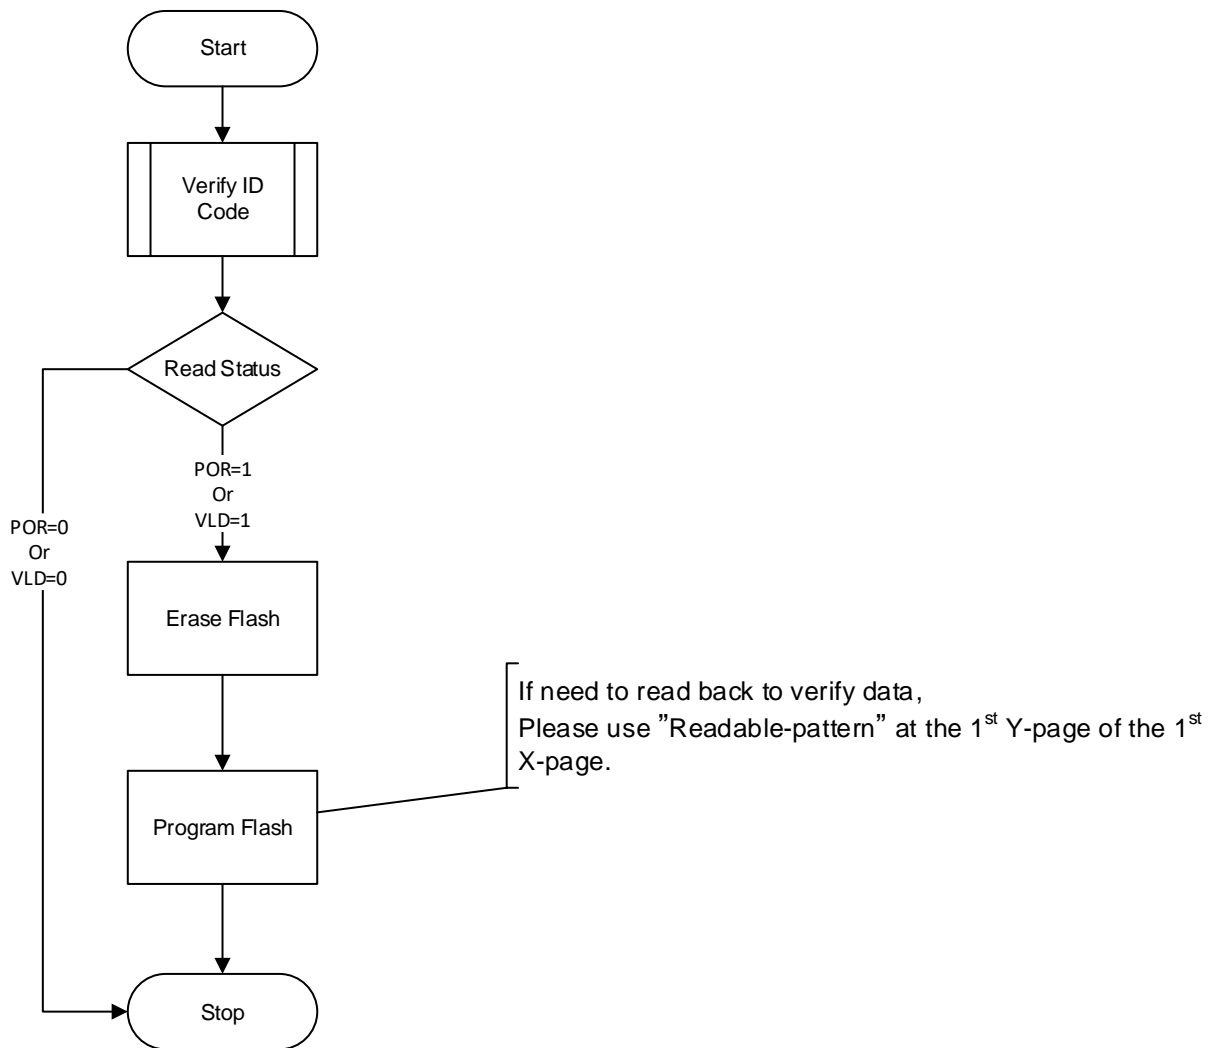 Start
Verify ID
Code
Read Status
POR=1
Or
VLD=1
POR=0
Or
VLD=0
Erase Flash
If need to read back to verify data,
Please use ”Readable-pattern” at the 1st Y-page of the 1st
X-page.
Program Flash
Stop